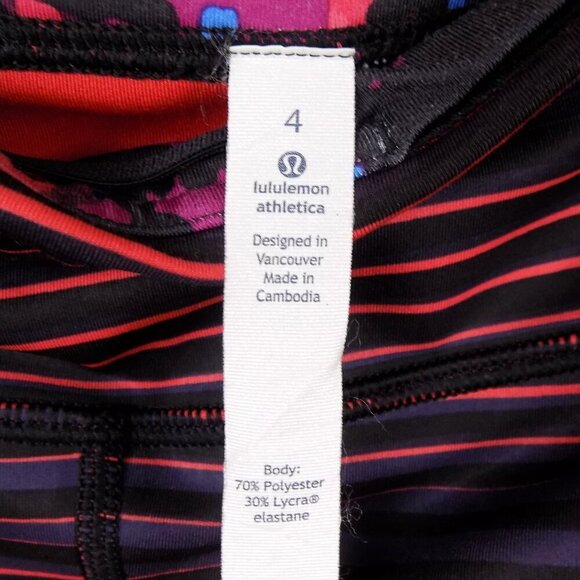 4
lululemon
athletica
Designed in
Vancouver
Made in
Cambodia
Body:
70% Polyester
30% Lycra®
elastane